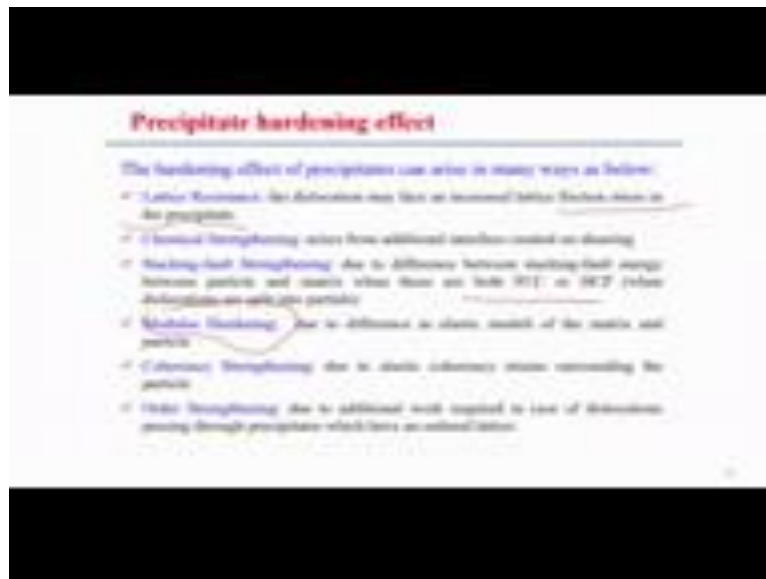 Precipitate hardening effect
The hardening effect of precipitates can arise in many ways as below:
Lattice Resistance: the dislocation may face an increased lattice friction stress in
the precipitate
Chemical Strengthening: arises from additional interface created on shearing
Stacking-fault Strengthening: due to difference between stacking-fault energy
between particle and matrix when these are both FCC or HCP (when
dislocations are split into partials)
Modulus Hardening: due to difference in elastic moduli of the matrix and
particle
Coherency Strengthening: due to elastic coherency strains surrounding the
particle
Order Strengthening: due to additional work required in case of dislocations
passing through precipitates which have an ordered lattice